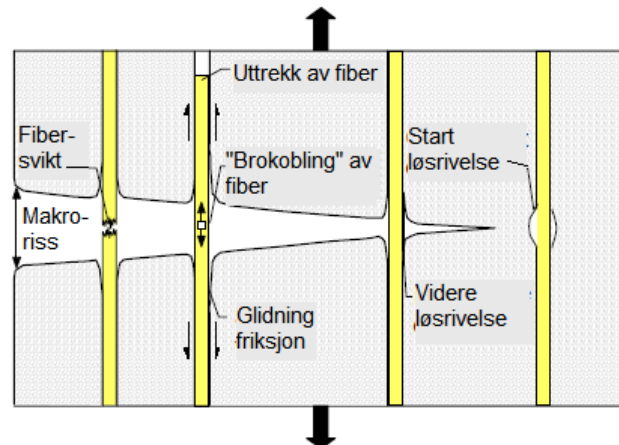 Uttrekk av fiber
Fiber-
svikt
"Brokobling" av
fiber
Start
løsrivelse
Makro-
riss
Glidning
friksjon
Videre
løsrivelse